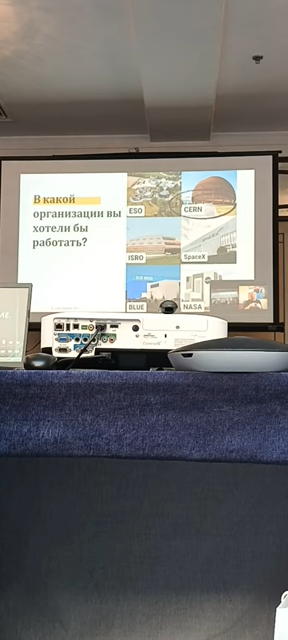 В какой
организации вы
хотели бы
работать?
ESO
CERN
ISRO
SpaceX
BLUE
NASA